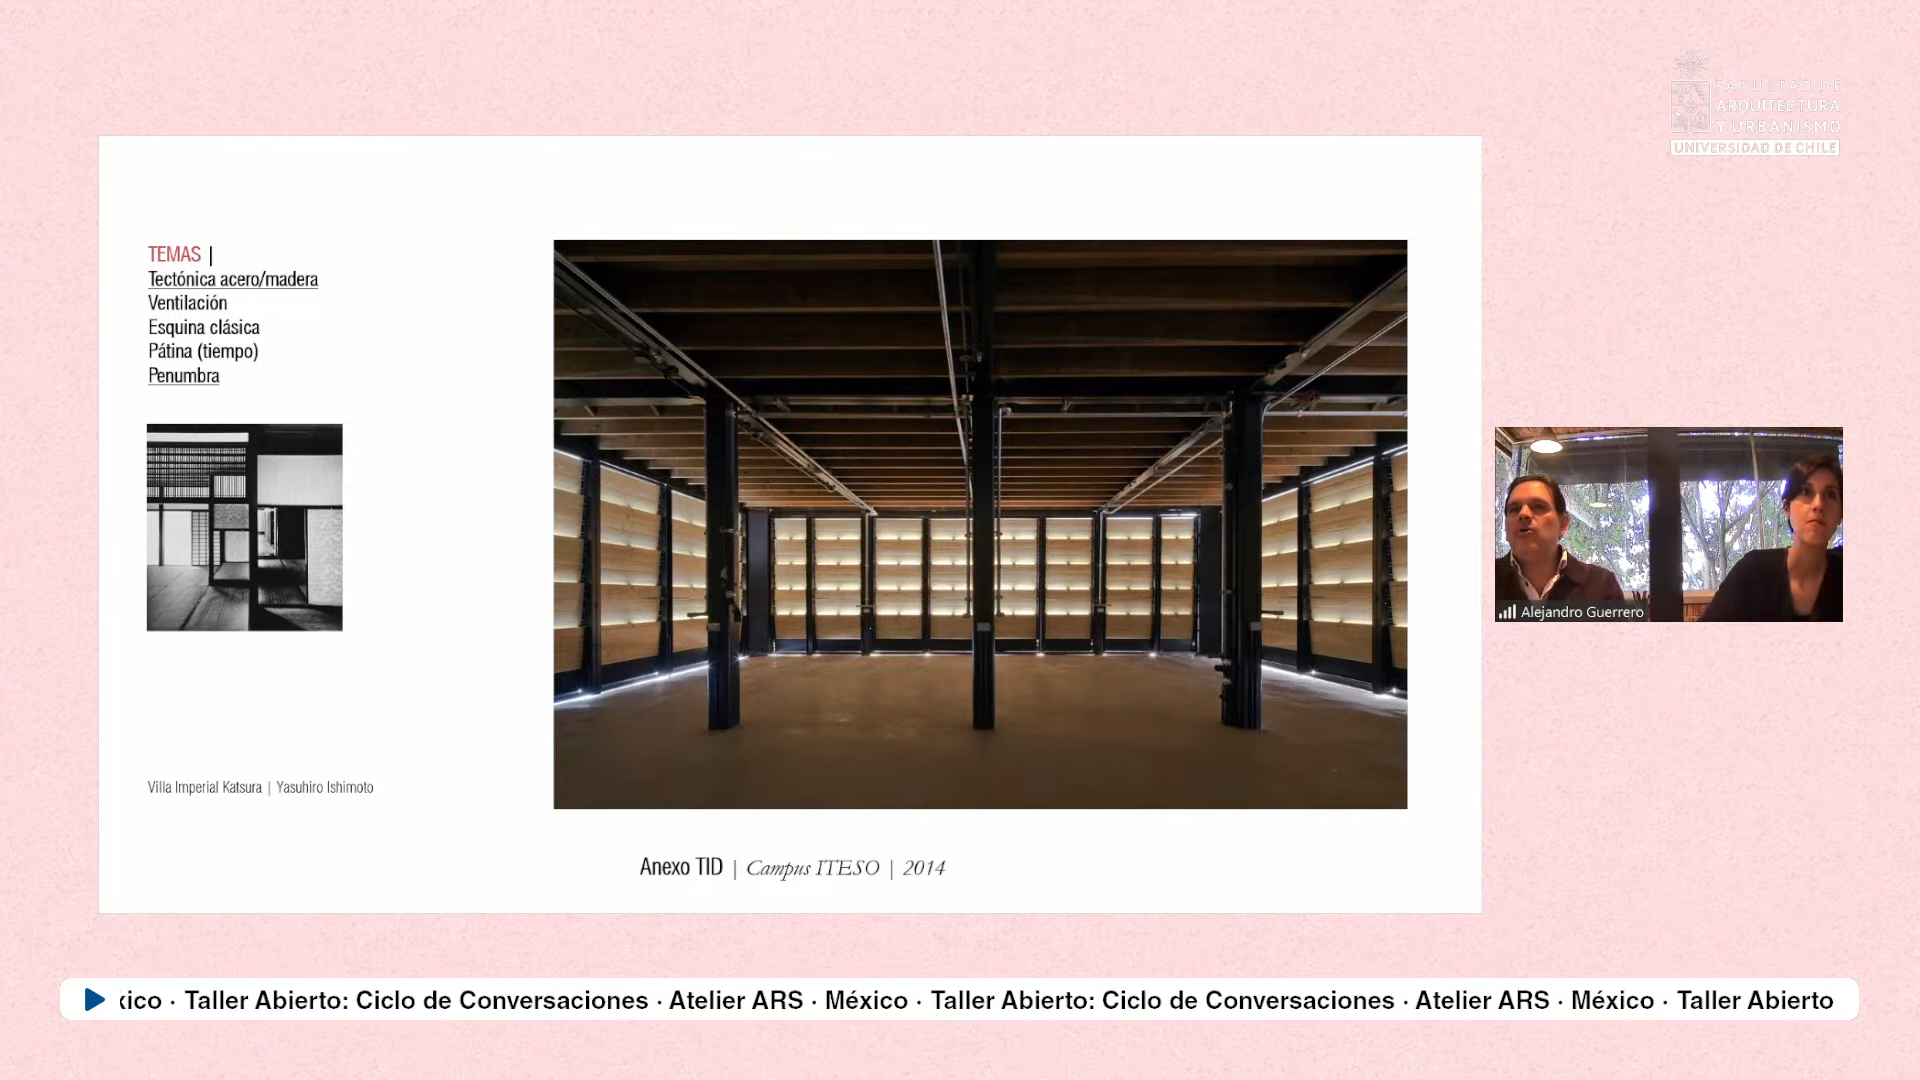 FACULTAD DE
ARQUITECTURA
Y URBANISMO
UNIVERSIDAD DE CHILE
TEMAS |
Tectónica acero/madera
Ventilación
Esquina clásica
Pátina (tiempo)
Penumbra
Villa Imperial Katsura | Yasuhiro Ishimoto
Anexo TID | Campus ITESO | 2014
Alejandro Guerrero
xico · Taller Abierto: Ciclo de Conversaciones · Atelier ARS · México · Taller Abierto: Ciclo de Conversaciones · Atelier ARS · México · Taller Abierto